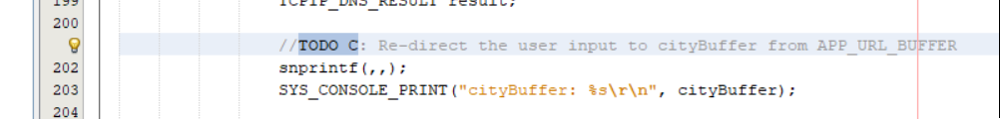 199 TCPIP_DNS_RESULT result;
200
//TODO C: Re-direct the user input to cityBuffer from APP_URL_BUFFER
202 snprintf(,,);
203 SYS_CONSOLE_PRINT("cityBuffer: %s\r\n", cityBuffer);
204